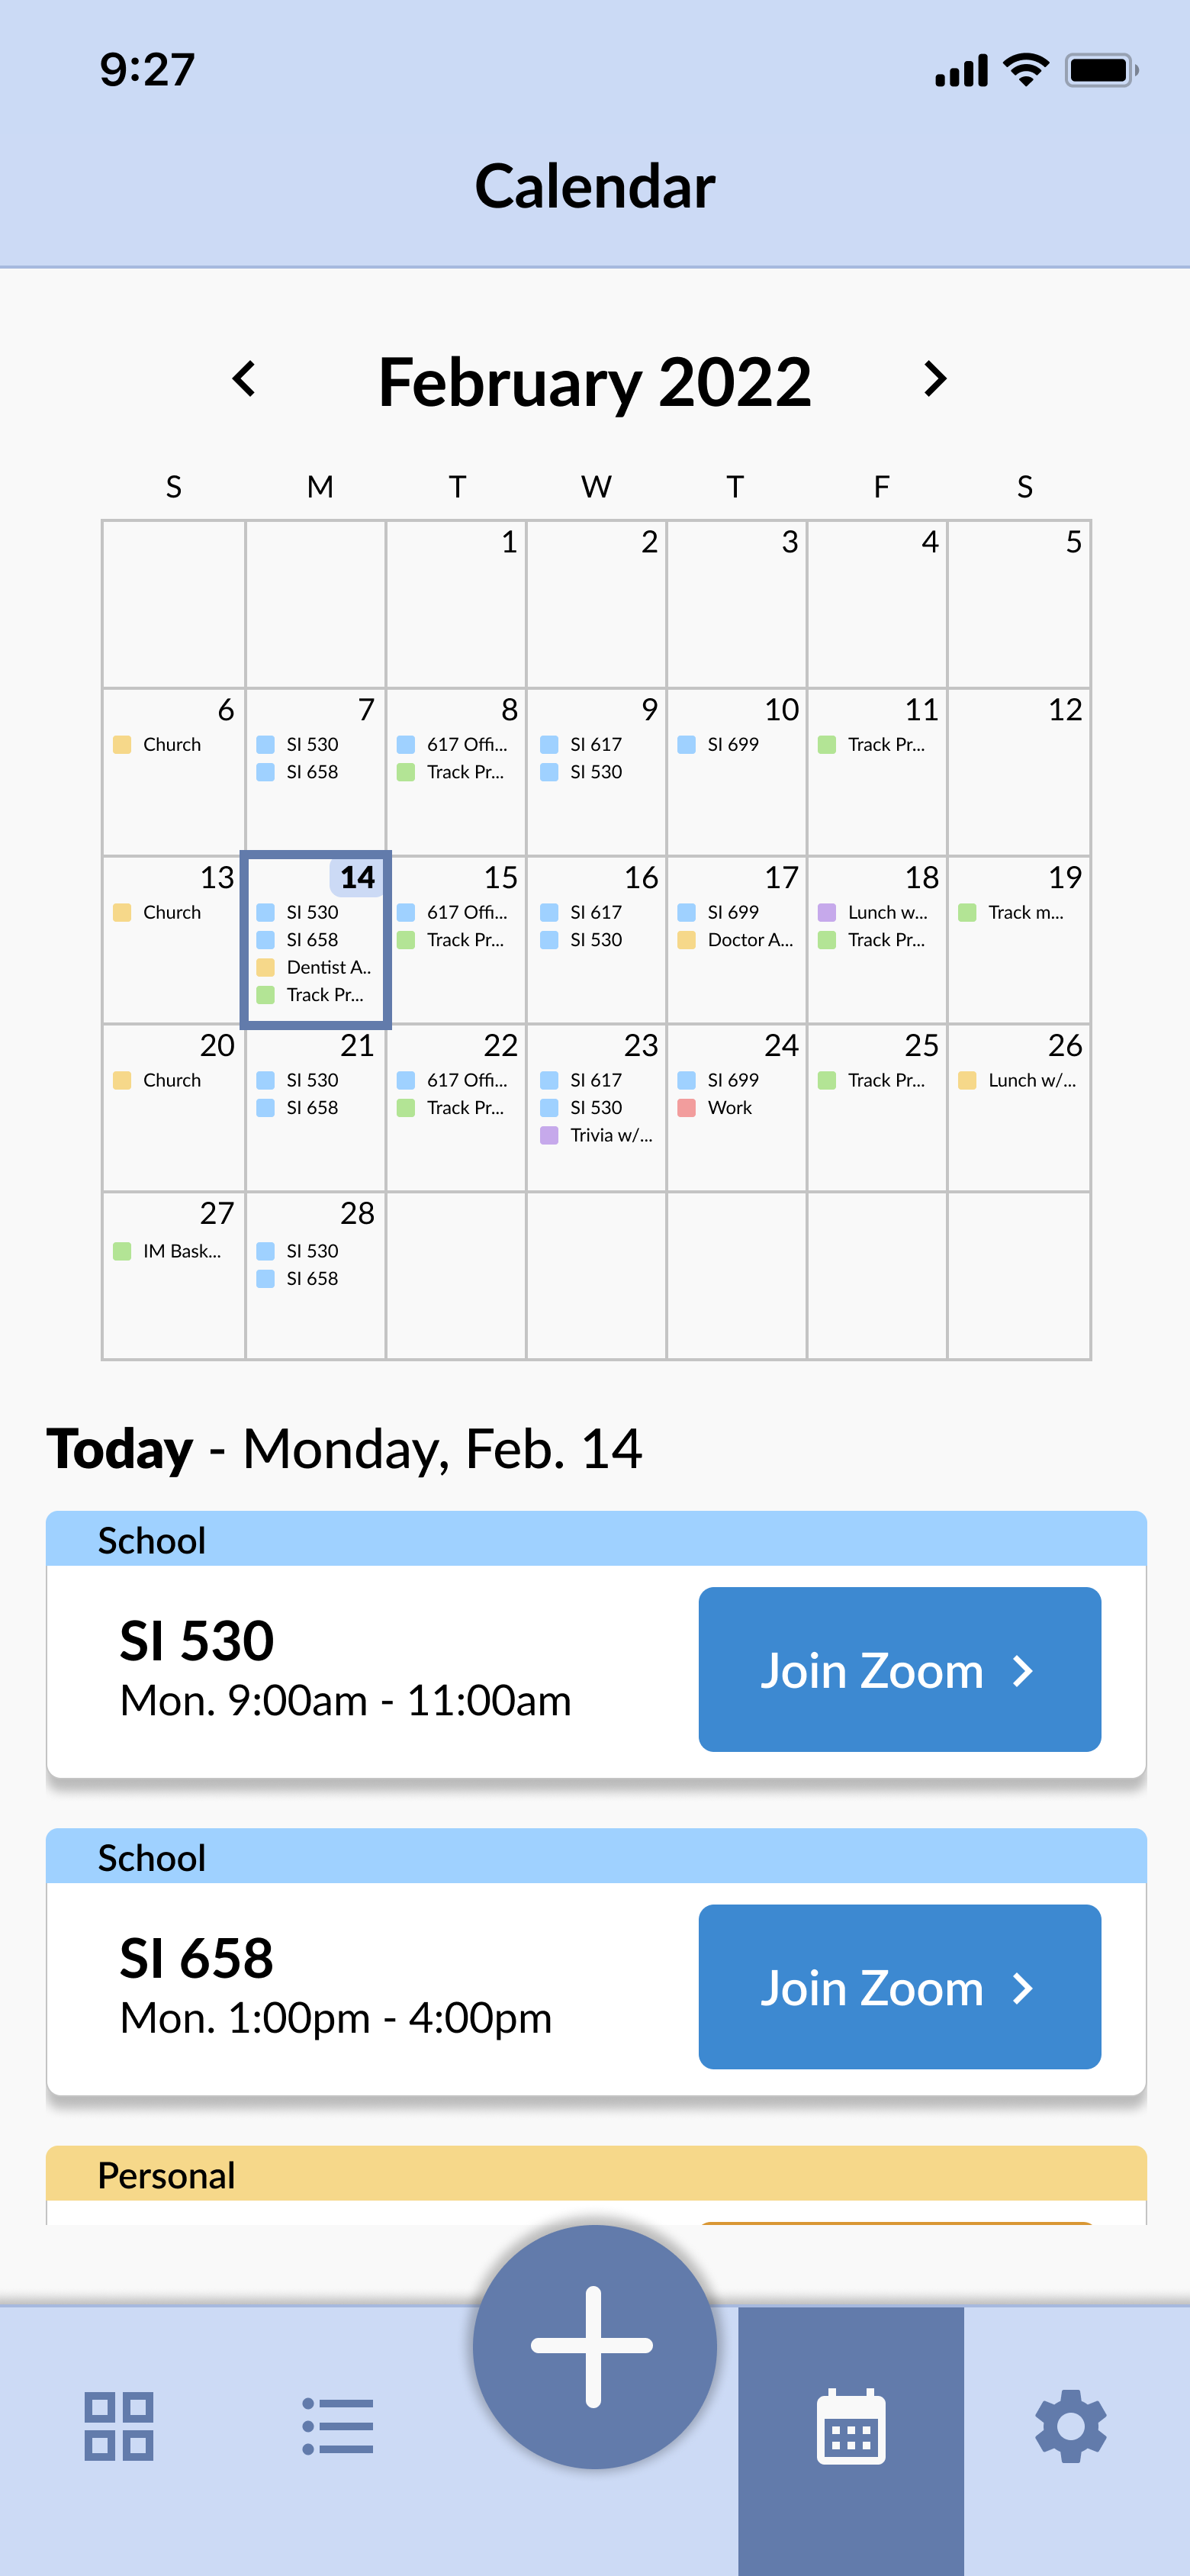 9:27
Calendar
February 2022
S M T W T F S
1 2 3 4 5
6 7 8 9 10 11 12
Church SI 530 617 Offi... SI 617 SI 699 Track Pr...
SI 658 Track Pr... SI 530
13 14 15 16 17 18 19
Church SI 530 617 Offi... SI 617 SI 699 Lunch w... Track m...
SI 658 Track Pr... SI 530 Doctor A... Track Pr...
Dentist A..
Track Pr...
20 21 22 23 24 25 26
Church SI 530 617 Offi... SI 617 SI 699 Track Pr... Lunch w/...
SI 658 Track Pr... SI 530 Work
Trivia w/...
27 28
IM Bask... SI 530
SI 658
Today - Monday, Feb. 14
School
SI 530
Mon. 9:00am - 11:00am
Join Zoom
School
SI 658
Mon. 1:00pm - 4:00pm
Join Zoom
Personal